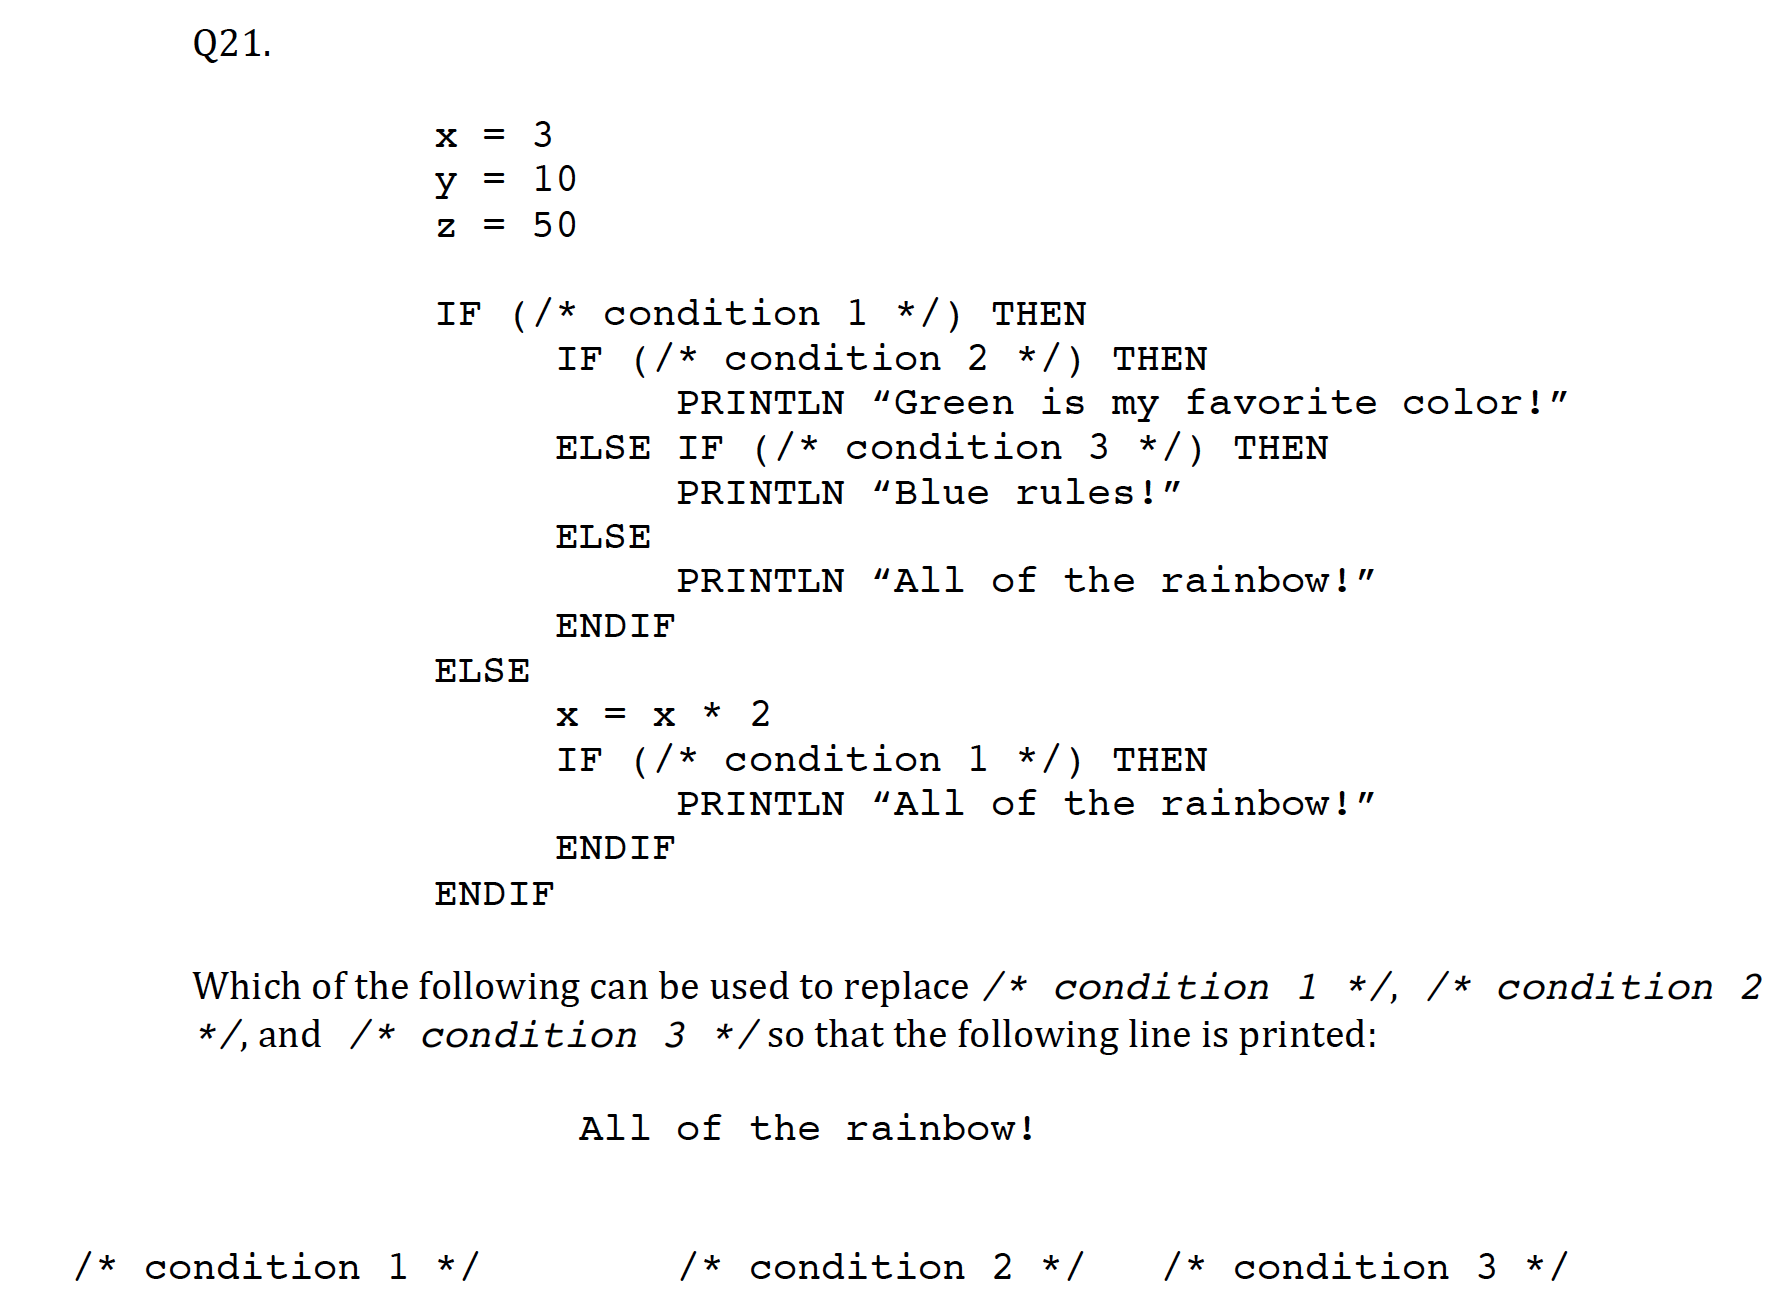 Q21.
x = 3
y = 10
z = 50
IF (/* condition 1 */) THEN
IF (/* condition 2 */) THEN
PRINTLN “Green is my favorite color!”
ELSE IF (/* condition 3 */) THEN
PRINTLN “Blue rules!”
ELSE
PRINTLN “All of the rainbow!”
ENDIF
ELSE
x = x * 2
IF (/* condition 1 */) THEN
PRINTLN “All of the rainbow!”
ENDIF
ENDIF
Which of the following can be used to replace /* condition 1 */, /* condition 2
*/, and /* condition 3 */ so that the following line is printed:
All of the rainbow!
/* condition 1 */ /* condition 2 */ /* condition 3 */